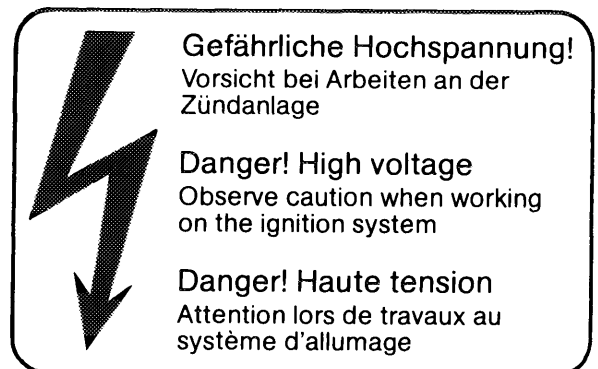 Gefährliche Hochspannung!
Vorsicht bei Arbeiten an der
Zündanlage
Danger! High voltage
Observe caution when working
on the ignition system
Danger! Haute tension
Attention lors de travaux au
système d'allumage